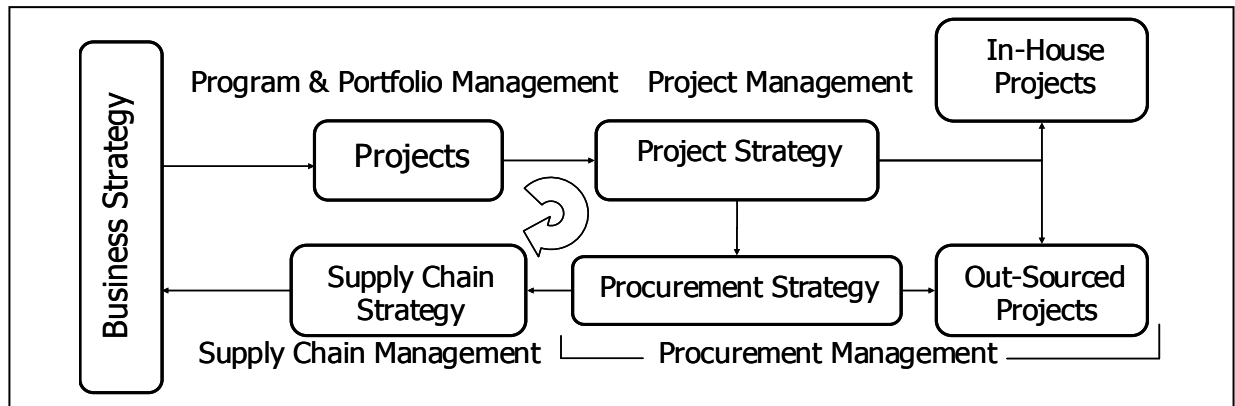 Business Strategy
Program & Portfolio Management
Project Management
In-House
Projects
Projects
Project Strategy
Supply Chain
Strategy
Procurement Strategy
Out-Sourced
Projects
Supply Chain Management
Procurement Management